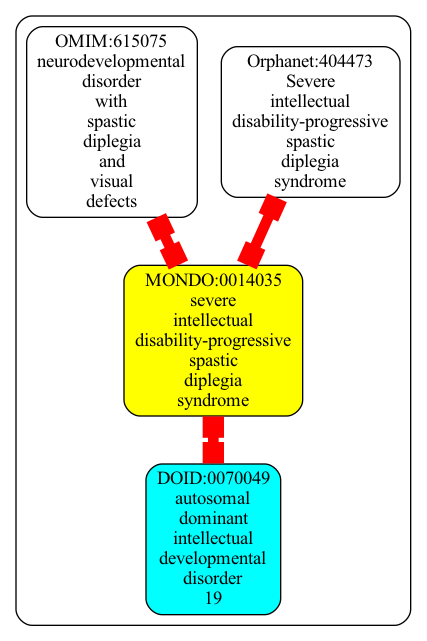 OMIM:615075
neurodevelopmental
disorder
with
spastic
diplegia
and
visual
defects
Orphanet:404473
Severe
intellectual
disability-progressive
spastic
diplegia
syndrome
MONDO:0014035
severe
intellectual
disability-progressive
spastic
diplegia
syndrome
DOID:0070049
autosomal
dominant
intellectual
developmental
disorder
19